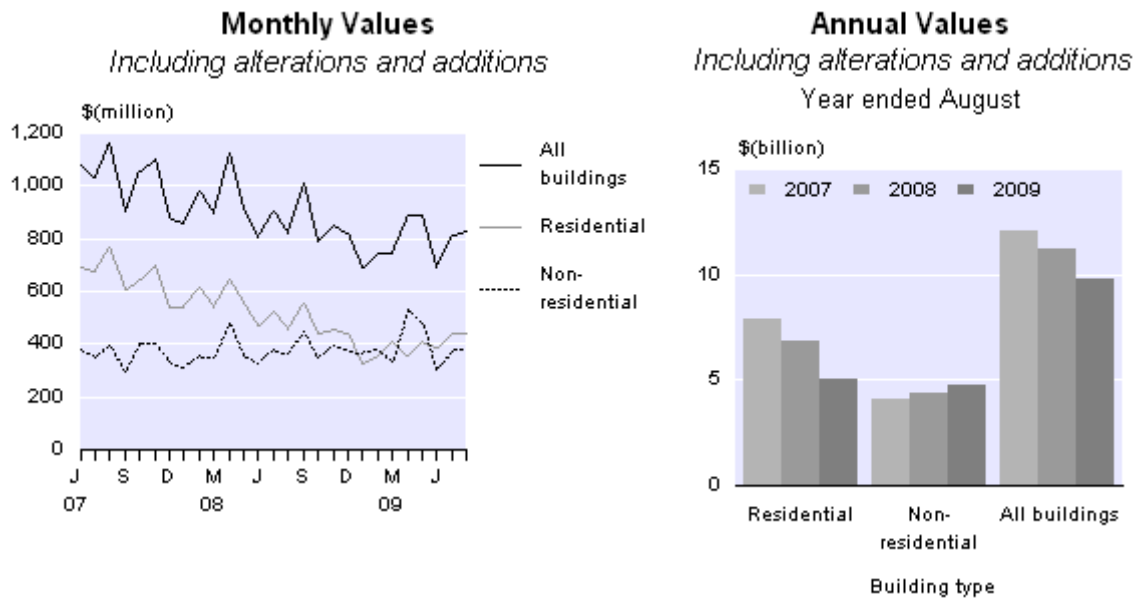 Monthly Values
Including alterations and additions
$(million)
1,200
1,000
800
600
400
200
0
J S D M J S D M J
07 08 09
All
buildings
Residential
Non-
residential
Annual Values
Including alterations and additions
Year ended August
$(billion)
15
10
5
0
2007 2008 2009
Residential Non- All buildings
residential
Building type